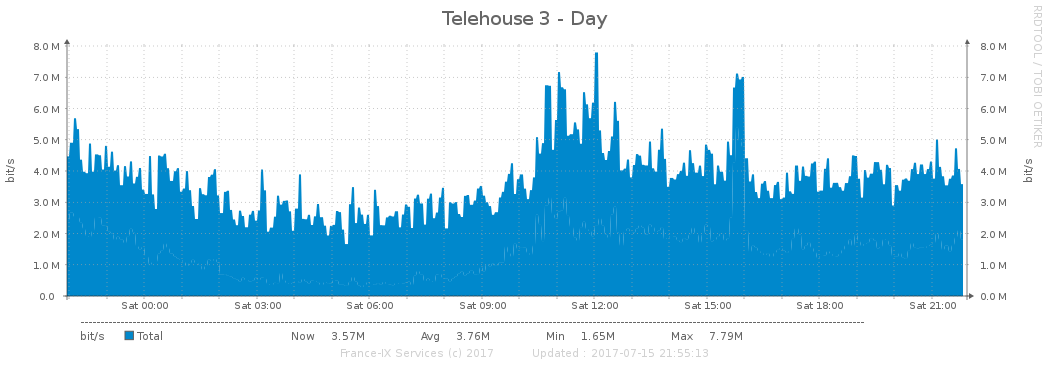 Telehouse 3 - Day
RRDTOOL / TOBI OETIKER
8.0 M 8.0 M
7.0 M 7.0 M
6.0 M 6.0 M
5.0 M 5.0 M
4.0 M 4.0 M
3.0 M 3.0 M
2.0 M 2.0 M
1.0 M 1.0 M
0.0 0.0 M
bit/s
bit/s
Sat 00:00 Sat 03:00 Sat 06:00 Sat 09:00 Sat 12:00 Sat 15:00 Sat 18:00 Sat 21:00
bit/s Total Now 3.57M Avg 3.76M Min 1.65M Max 7.79M
France-IX Services (c) 2017 Updated : 2017-07-15 21:55:13